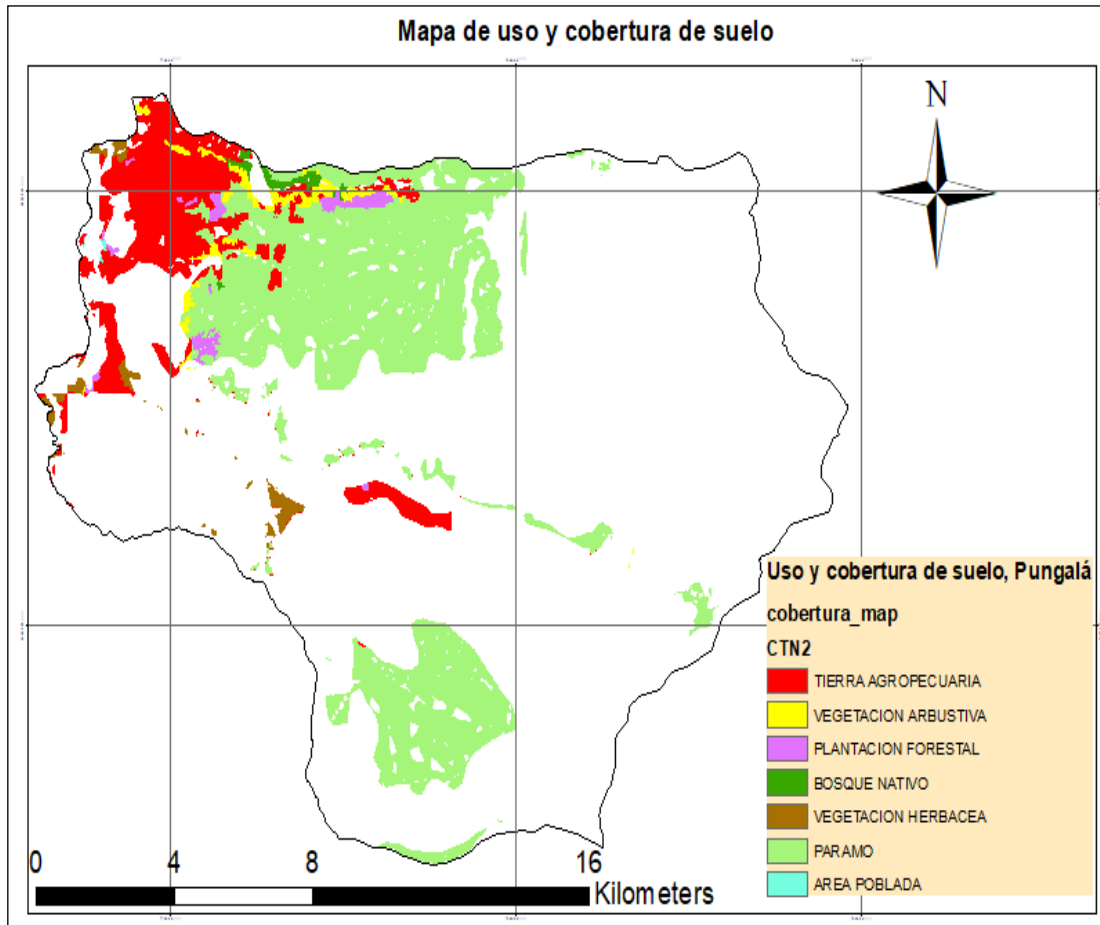 Mapa de uso y cobertura de suelo
N
Uso y cobertura de suelo, Pungalá
cobertura_map
CTN2
TIERRA AGROPECUARIA
VEGETACION ARBUSTIVA
PLANTACION FORESTAL
BOSQUE NATIVO
VEGETACION HERBACEA
PARAMO
AREA POBLADA
0 4 8 16
Kilometers